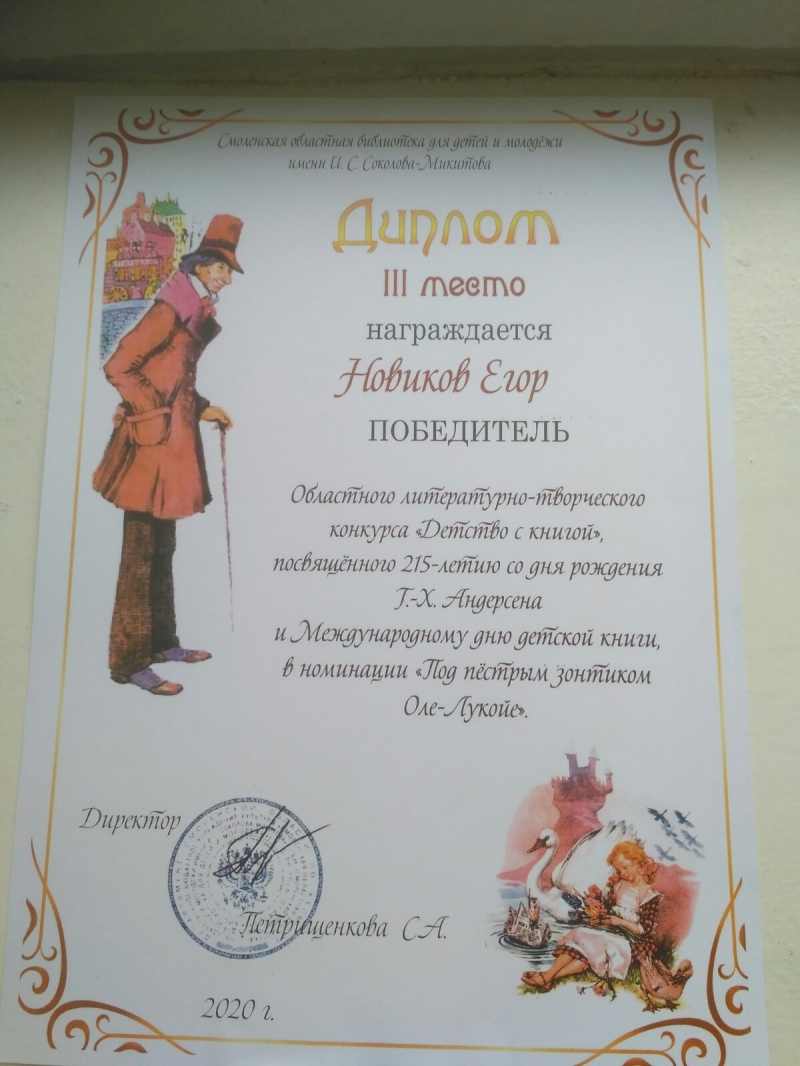 Смоленская областная библиотека для детей и молодёжи
имени И. С. Соколова-Микитова
Диплом
III место
награждается
Новиков Егор
ПОБЕДИТЕЛЬ
Областного литературно-творческого
конкурса «Детство с книгой»,
посвящённого 215-летию со дня рождения
Г.-Х. Андерсена
и Международному дню детской книги,
в номинации «Под пёстрым зонтиком
Оле-Лукойе».
Директор
Петрищенкова С.А.
2020 г.